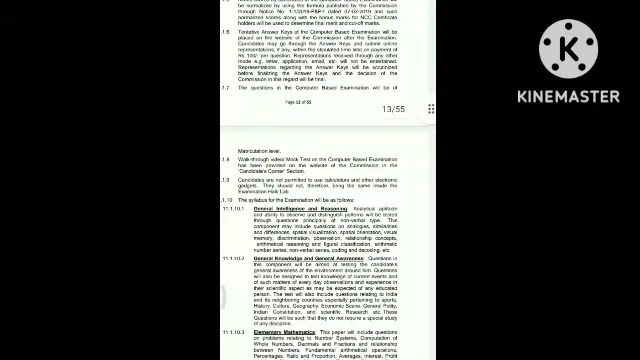 be normalized by using the formula published by the
Commission through Notice No: 1-1/2018-P&P-I dated 07-02-2019 and such
normalized scores along with the bonus marks for NCC Certificate
holders will be used to determine final merit and cut-off marks.
.1.6 Tentative Answer Keys of the Computer Based Examination will be
placed on the website of the Commission after the Examination.
Candidates may go through the Answer Keys and submit online
representations, if any, within the stipulated time limit on payment of
Rs 100/- per question. Representations received through any other
mode e.g. letter, application, email, etc. will not be entertained.
Representations regarding the Answer Keys will be scrutinized
before finalizing the Answer Keys and the decision of the
Commission in this regard will be final.
.1.7 The questions in the Computer Based Examination will be of
Page 12 of 55
13/55
Matriculation level.
.1.8 Walk-through video/ Mock Test on the Computer Based Examination
has been provided on the website of the Commission in the
'Candidate's Corner' Section.
.1.9 Candidates are not permitted to use calculators and other electronic
gadgets. They should not, therefore, bring the same inside the
Examination Hall/ Lab.
.1.10 The syllabus for the Examination will be as follows:
11.1.10.1 General Intelligence and Reasoning: Analytical aptitude
and ability to observe and distinguish patterns will be tested
through questions principally of non-verbal type. This
component may include questions on analogies, similarities
and differences, spatial visualization, spatial orientation, visual
memory, discrimination, observation, relationship concepts,
arithmetical reasoning and figural classification, arithmetic
number series, non-verbal series, coding and decoding, etc.
11.1.10.2 General Knowledge and General Awareness: Questions in
this component will be aimed at testing the candidate's
general awareness of the environment around him. Questions
will also be designed to test knowledge of current events and
of such matters of every day observations and experience in
their scientific aspect as may be expected of any educated
person. The test will also include questions relating to India
and its neighbouring countries especially pertaining to sports,
History, Culture, Geography, Economic Scene, General Polity,
Indian Constitution, and scientific Research etc. These
Questions will be such that they do not require a special study
of any discipline.
11.1.10.3 Elementary Mathematics: This paper will include questions
on problems relating to Number Systems, Computation of
Whole Numbers, Decimals and Fractions and relationship
between Numbers, Fundamental arithmetical operations,
Percentages, Ratio and Proportion, Averages, Interest, Profit
KINEMASTER